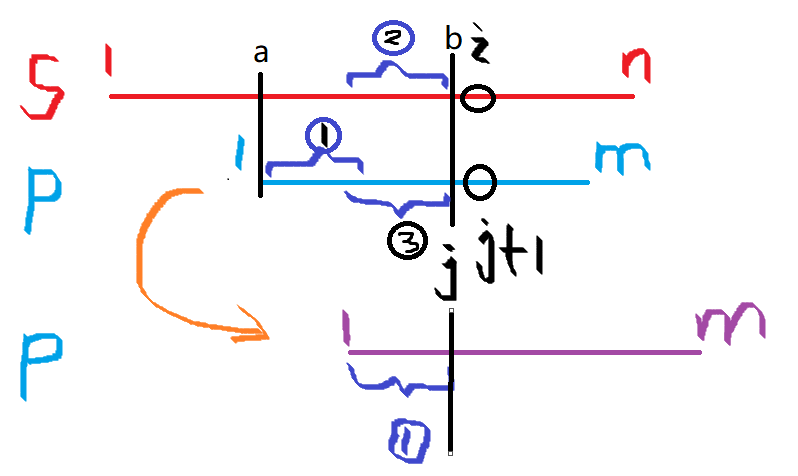 ② b i
S 1 a n
1 ① m
P
③
j j+1
1 m
P
①